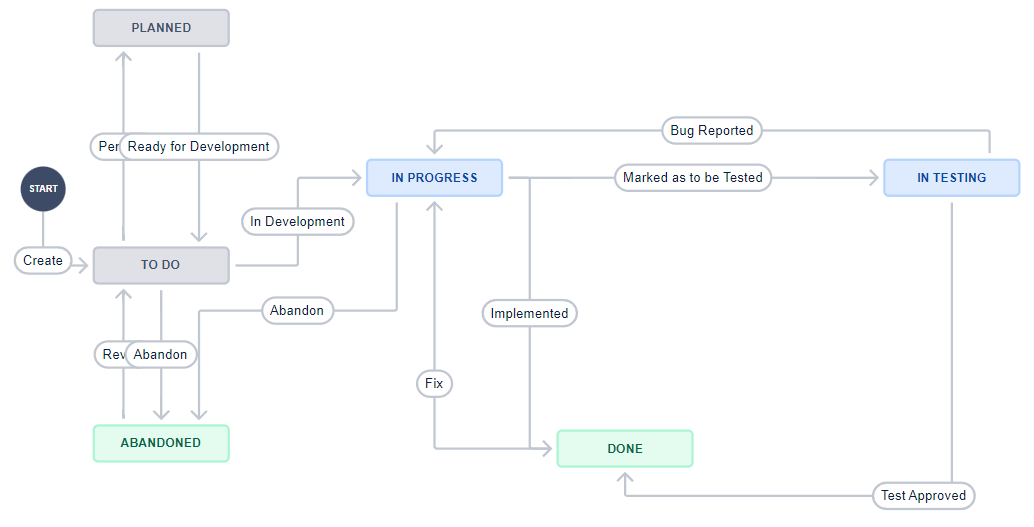 PLANNED
Ready for Development
Bug Reported
IN PROGRESS
Marked as to be Tested
IN TESTING
START
In Development
Create
TO DO
Abandon
Implemented
Abandon
Fix
ABANDONED
DONE
Test Approved